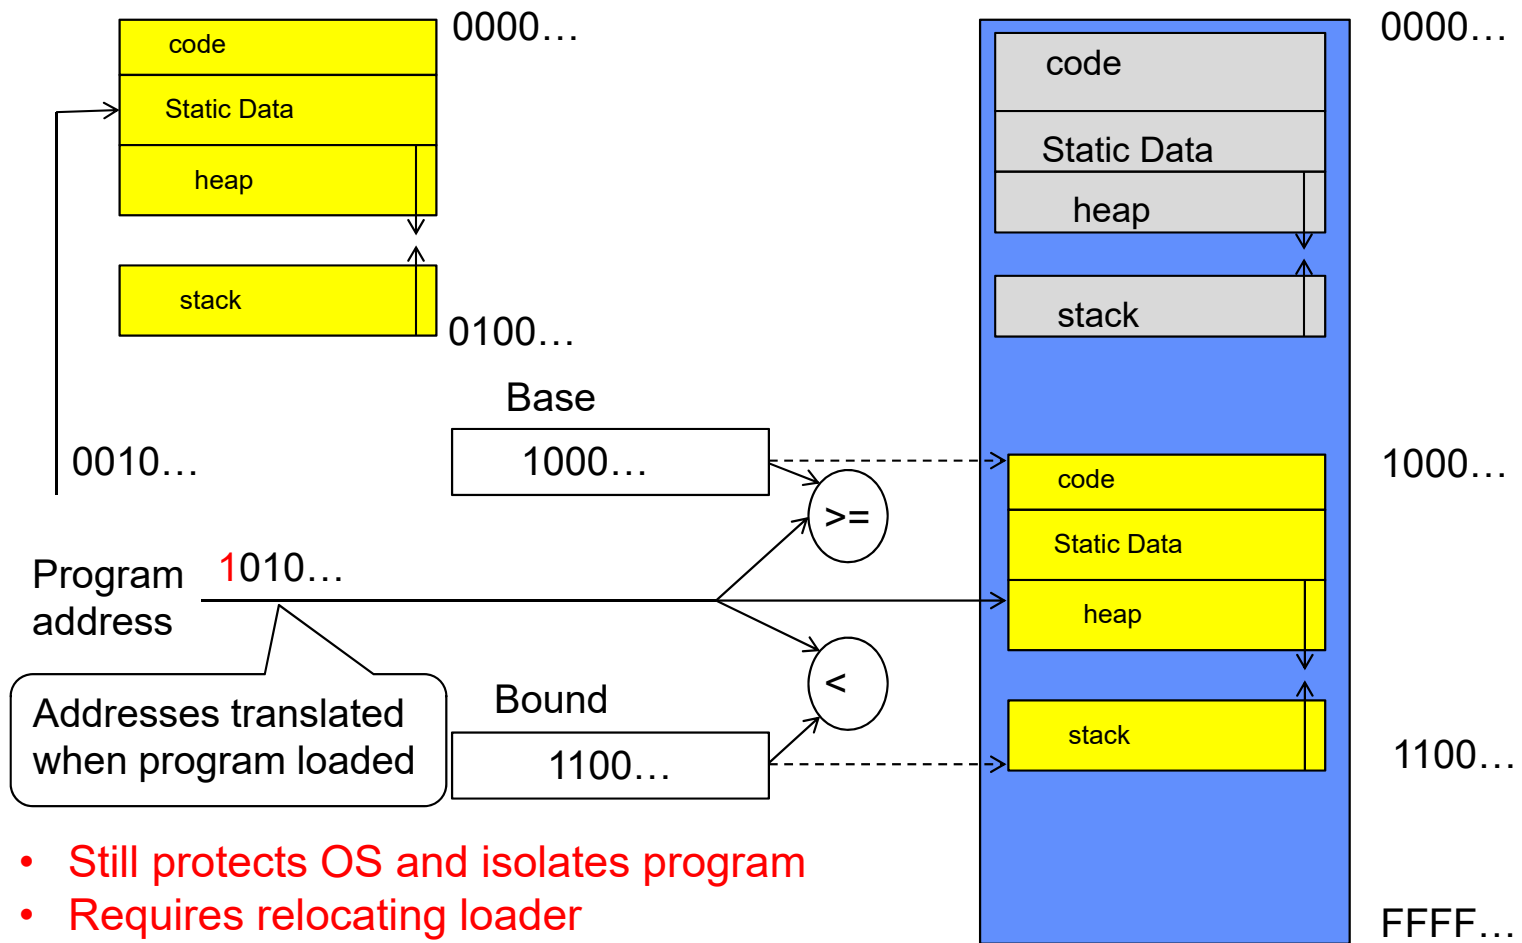 code
0000…
Static Data
heap
stack
0100…
0010…
Base
1000…
>=
Program
address
1010…
Addresses translated
when program loaded
<
Bound
1100…
code
0000…
Static Data
heap
stack
code
1000…
Static Data
heap
stack
1100…
FFFF…
• Still protects OS and isolates program
• Requires relocating loader